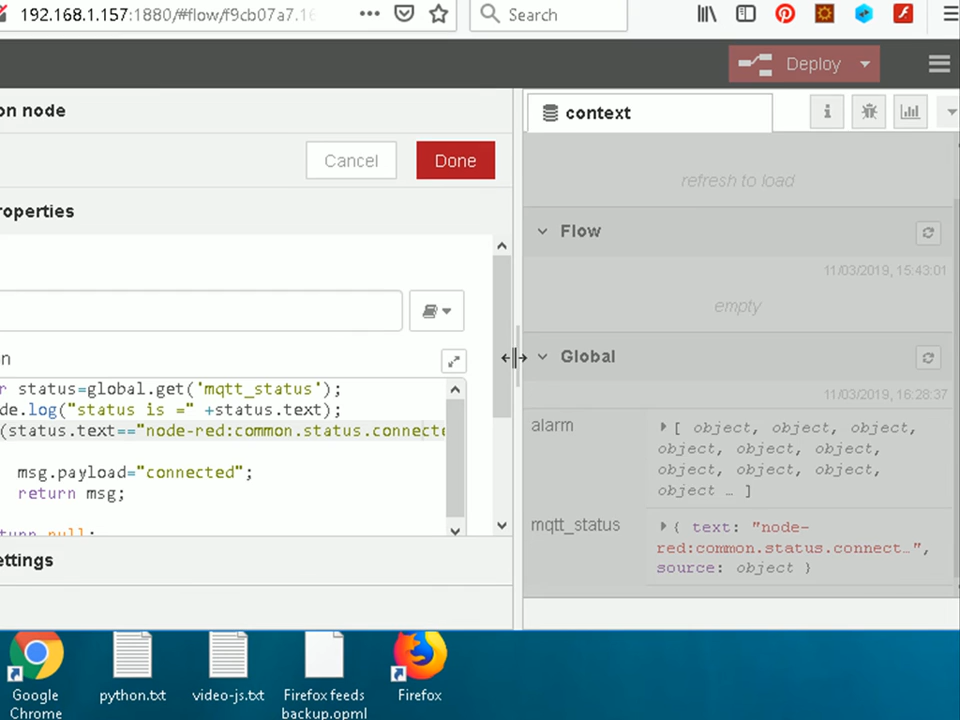 192.168.1.157:1880/#flow/f9cb07a7.16
Search
Deploy
on node
context
Cancel
Done
refresh to load
roperties
Flow
11/03/2019, 15:43:01
empty
n
Global
11/03/2019, 16:28:37
r status=global.get('mqtt_status');
de.log("status is =" +status.text);
(status.text=="node-red:common.status.connecte
msg.payload="connected";
return msg;
turn null;
alarm
[ object, object, object,
object, object, object,
object, object, object,
object … ]
mqtt_status
{ text: "node-
red:common.status.connect…",
source: object }
ettings
Google
Chrome
python.txt
video-js.txt
Firefox feeds
backup.opml
Firefox